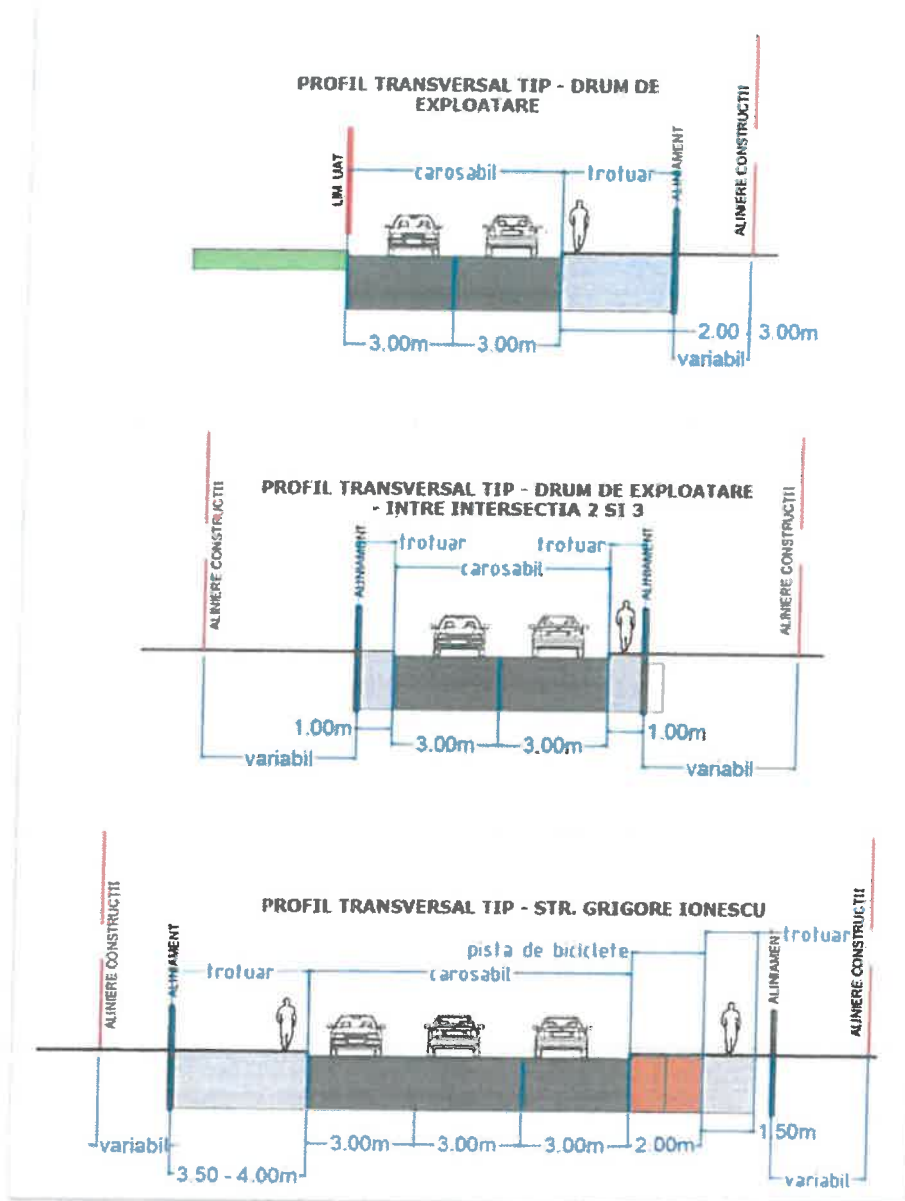 PROFIL TRANSVERSAL TIP - DRUM DE
EXPLOATARE
LIM UAT
carosabil
trotuar
ALINIAMENT
ALINIERE CONSTRUCTII
3.00m
3.00m
2.00 - 3.00m
variabil
PROFIL TRANSVERSAL TIP - DRUM DE EXPLOATARE
- INTRE INTERSECTIA 2 SI 3
ALINIERE CONSTRUCTII
ALINIAMENT
trotuar
trotuar
carosabil
ALINIAMENT
ALINIERE CONSTRUCTII
1.00m
3.00m
3.00m
1.00m
variabil
variabil
PROFIL TRANSVERSAL TIP - STR. GRIGORE IONESCU
ALINIERE CONSTRUCTII
ALINIAMENT
pista de biciclete
trotuar
trotuar
carosabil
ALINIAMENT
ALINIERE CONSTRUCTII
variabil
3.50 - 4.00m
3.00m
3.00m
3.00m
2.00m
1.50m
variabil